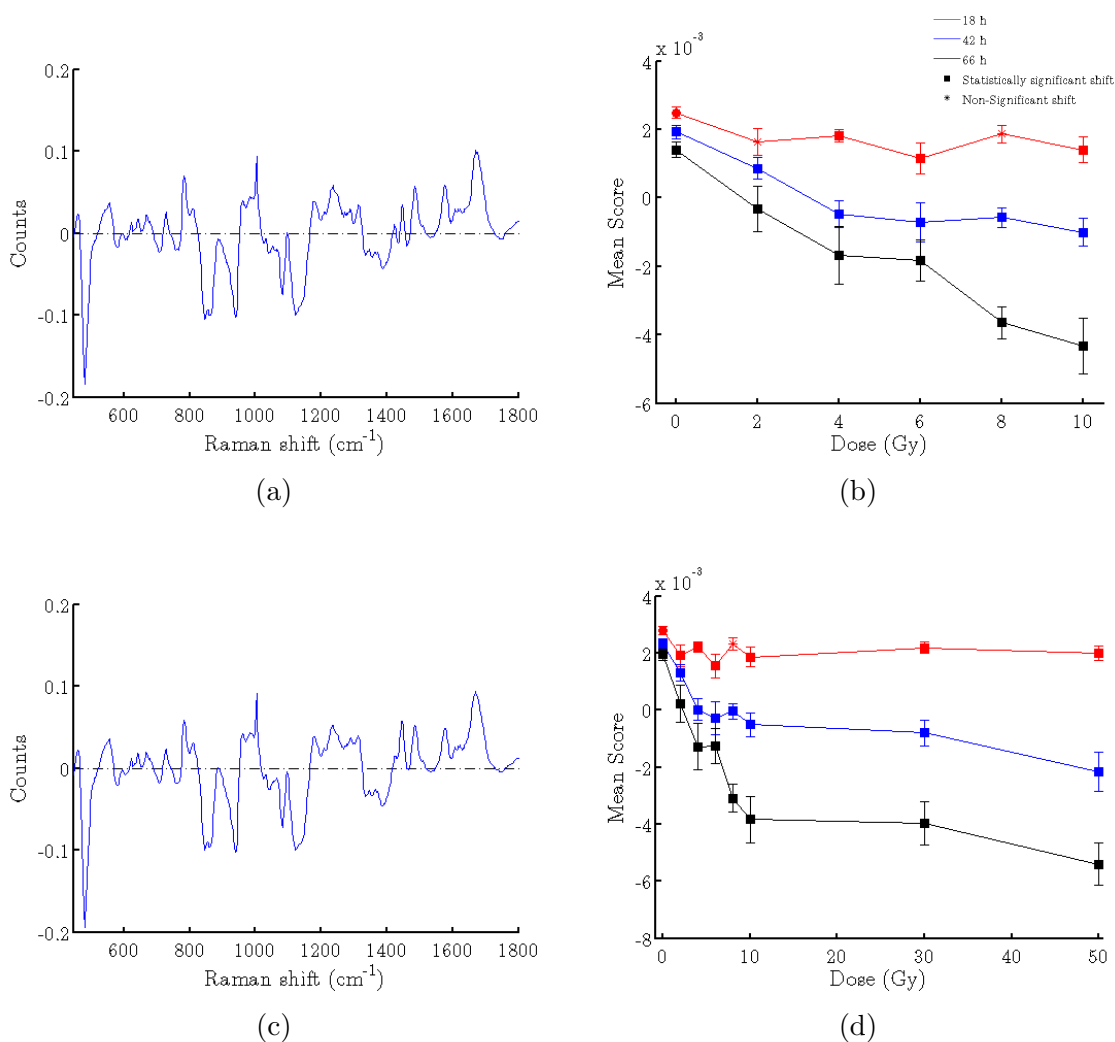 18 h
42 h
66 h
Statistically significant shift
Non-Significant shift
0.2
0.1
0
-0.1
-0.2
Counts
600 800 1000 1200 1400 1600 1800
Raman shift (cm-1)
(a)
x 10-3
4
2
0
-2
-4
-6
Mean Score
0 2 4 6 8 10
Dose (Gy)
(b)
0.2
0.1
0
-0.1
-0.2
Counts
600 800 1000 1200 1400 1600 1800
Raman shift (cm-1)
(c)
x 10-3
4
2
0
-2
-4
-6
-8
Mean Score
0 10 20 30 40 50
Dose (Gy)
(d)